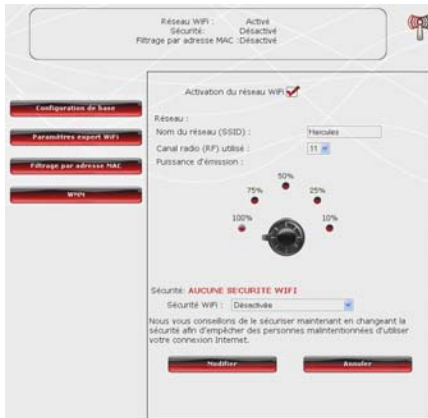 Réseau WiFi : Activé
Sécurité: Désactivé
Filtrage par adresse MAC :Désactivé
Activation du réseau WiFi
Configuration de base
Paramètres expert WiFi
Filtrage par adresse MAC
WMM
Réseau :
Nom du réseau (SSID) : Hercules
Canal radio (RF) utilisé : 11
Puissance d'émission :
50%
75% 25%
100% 10%
Sécurité: AUCUNE SECURITE WIFI
Sécurité WiFi : Désactivée
Nous vous conseillons de le sécuriser maintenant en changeant la
sécurité afin d'empêcher des personnes malintentionnées d'utiliser
votre connexion Internet.
Modifier Annuler